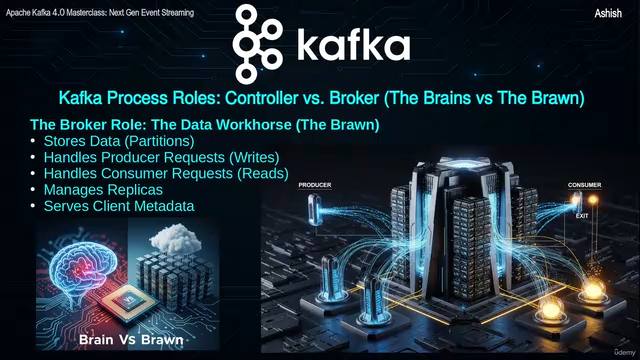 Apache Kafka 4.0 Masterclass: Next Gen Event Streaming
Ashish
kafka
Kafka Process Roles: Controller vs. Broker (The Brains vs The Brawn)
The Broker Role: The Data Workhorse (The Brawn)
• Stores Data (Partitions)
• Handles Producer Requests (Writes)
• Handles Consumer Requests (Reads)
• Manages Replicas
• Serves Client Metadata
PRODUCER
CONSUMER
EXIT
VS
Brain Vs Brawn
udemy